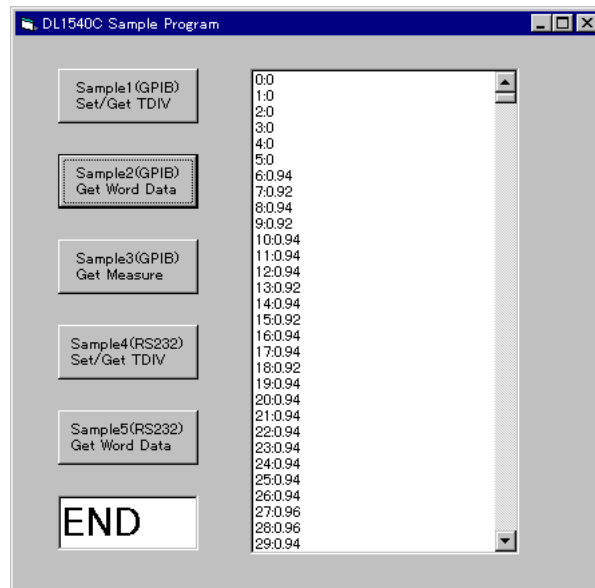 DL1540C Sample Program
Sample1(GPIB)
Set/Get TDIV
Sample2(GPIB)
Get Word Data
Sample3(GPIB)
Get Measure
Sample4(RS232)
Set/Get TDIV
Sample5(RS232)
Get Word Data
END
0:0
1:0
2:0
3:0
4:0
5:0
6:0.94
7:0.92
8:0.94
9:0.92
10:0.94
11:0.94
12:0.94
13:0.92
14:0.94
15:0.92
16:0.94
17:0.94
18:0.92
19:0.94
20:0.94
21:0.94
22:0.94
23:0.94
24:0.94
25:0.94
26:0.94
27:0.96
28:0.96
29:0.94